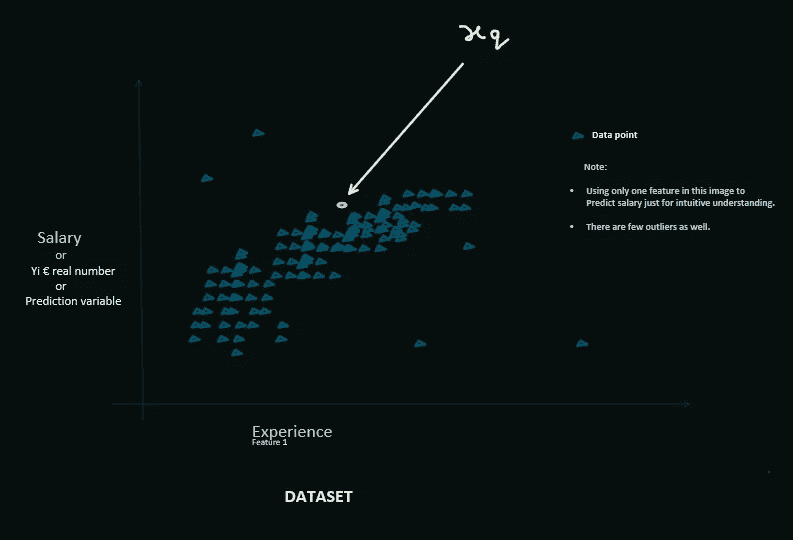 xq
Data point
Note:
• Using only one feature in this image to
Predict salary just for intuitive understanding.
• There are few outliers as well.
Salary
or
Yi € real number
or
Prediction variable
Experience
Feature 1
DATASET